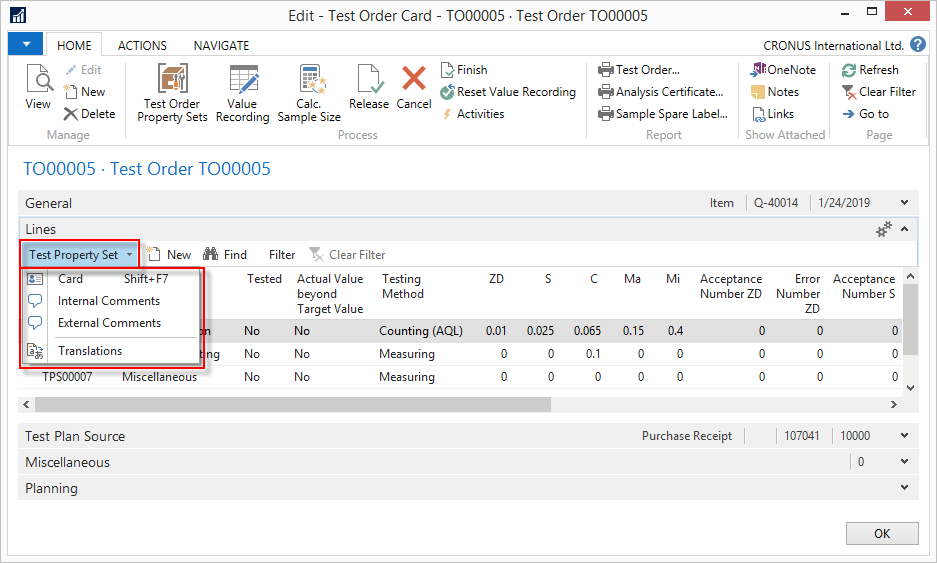 Edit - Test Order Card - TO00005 · Test Order TO00005
HOME ACTIONS NAVIGATE CRONUS International Ltd.
View
Edit
New
Delete
Manage
Test Order Property Sets
Value Recording
Calc. Sample Size
Release
Cancel
Finish
Reset Value Recording
Activities
Process
Test Order...
Analysis Certificate...
Sample Spare Label...
Report
OneNote
Notes
Links
Show Attached
Refresh
Clear Filter
Go to
Page
TO00005 · Test Order TO00005
General Item Q-40014 1/24/2019
Lines
Test Property Set New Find Filter Clear Filter
Card Shift+F7
Internal Comments
External Comments
Translations
Tested Actual Value beyond Target Value Testing Method ZD S C Ma Mi Acceptance Number ZD Error Number ZD Acceptance Number S
on No No Counting (AQL) 0.01 0.025 0.065 0.15 0.4 0 0 0
ting No No Measuring 0 0 0.1 0 0 0 0 0
TPS00007 Miscellaneous No No Measuring 0 0 0 0 0 0 0 0
Test Plan Source Purchase Receipt 107041 10000
Miscellaneous 0
Planning
OK